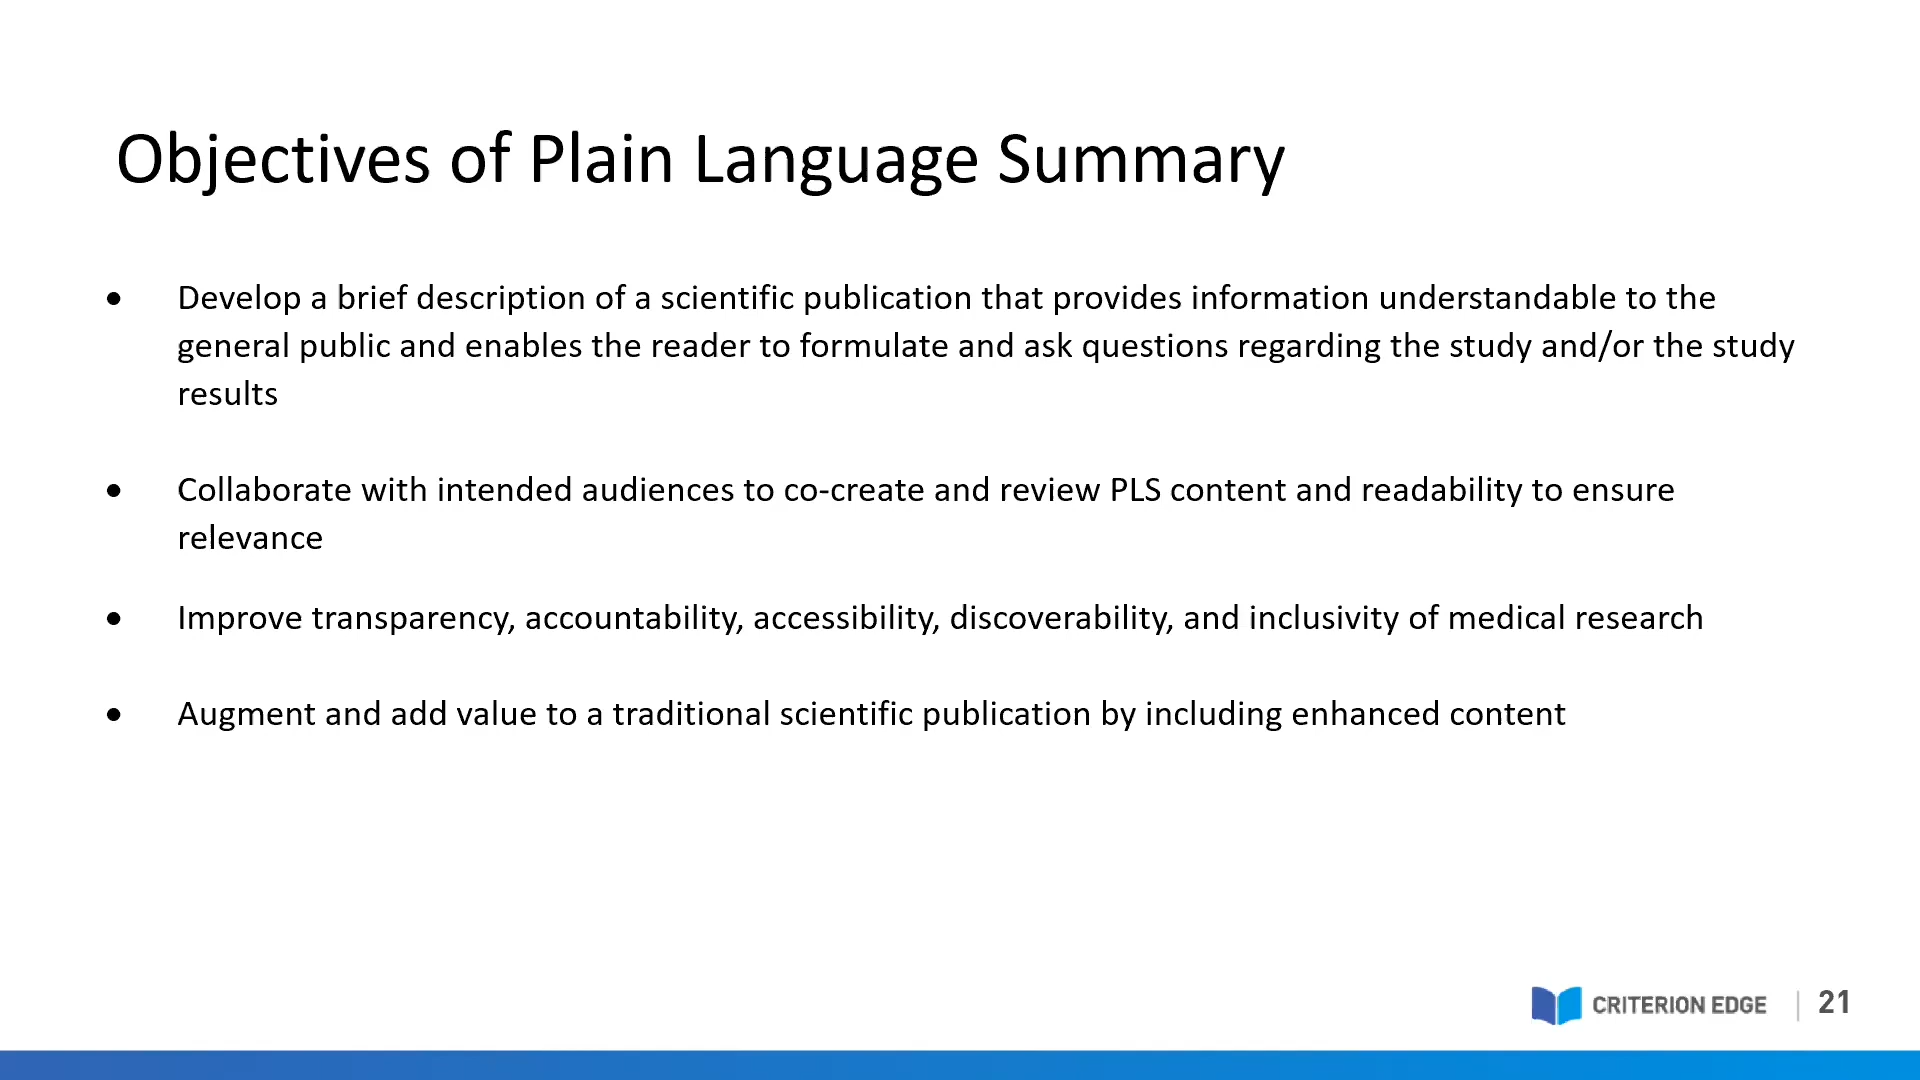 Objectives of Plain Language Summary
• Develop a brief description of a scientific publication that provides information understandable to the
general public and enables the reader to formulate and ask questions regarding the study and/or the study
results
• Collaborate with intended audiences to co-create and review PLS content and readability to ensure
relevance
• Improve transparency, accountability, accessibility, discoverability, and inclusivity of medical research
• Augment and add value to a traditional scientific publication by including enhanced content
CRITERION EDGE | 21